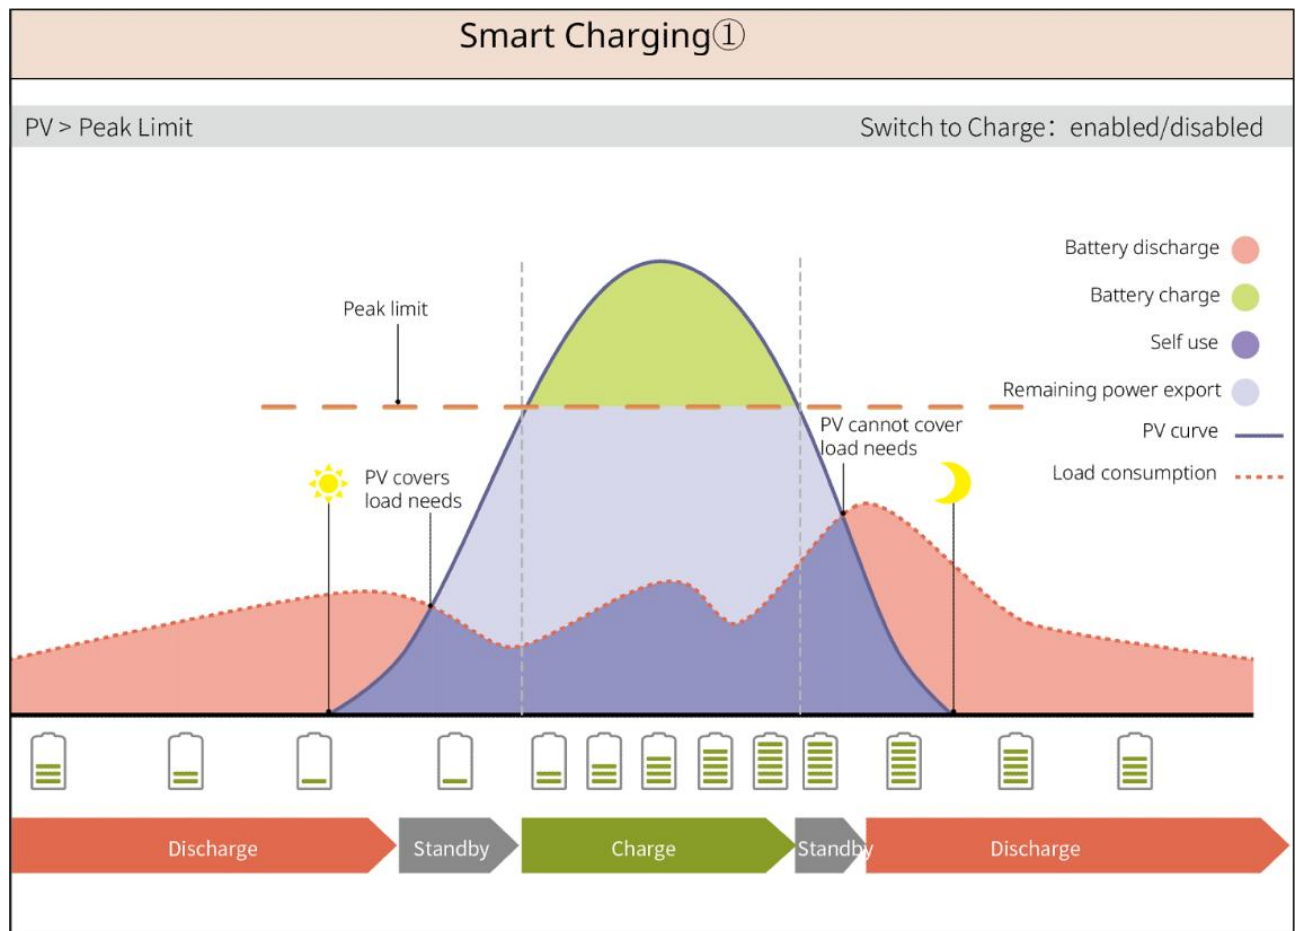 Smart Charging①
PV > Peak Limit
Switch to Charge：enabled/disabled
Battery discharge
Battery charge
Self use
Remaining power export
PV curve
Load consumption
Peak limit
PV cannot cover
load needs
PV covers
load needs
Discharge
Standby
Charge
Standby
Discharge